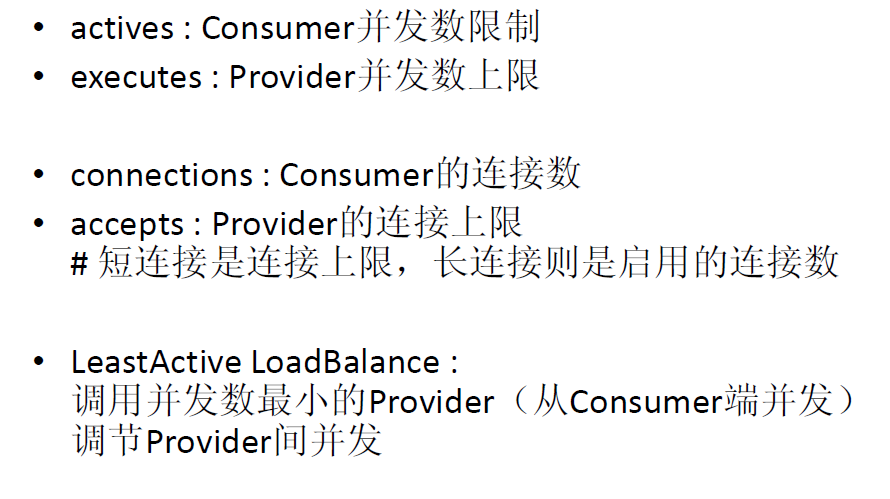 • actives : Consumer并发数限制
• executes : Provider并发数上限
• connections : Consumer的连接数
• accepts : Provider的连接上限
# 短连接是连接上限，长连接则是启用的连接数
• LeastActive LoadBalance :
调用并发数最小的Provider（从Consumer端并发）
调节Provider间并发